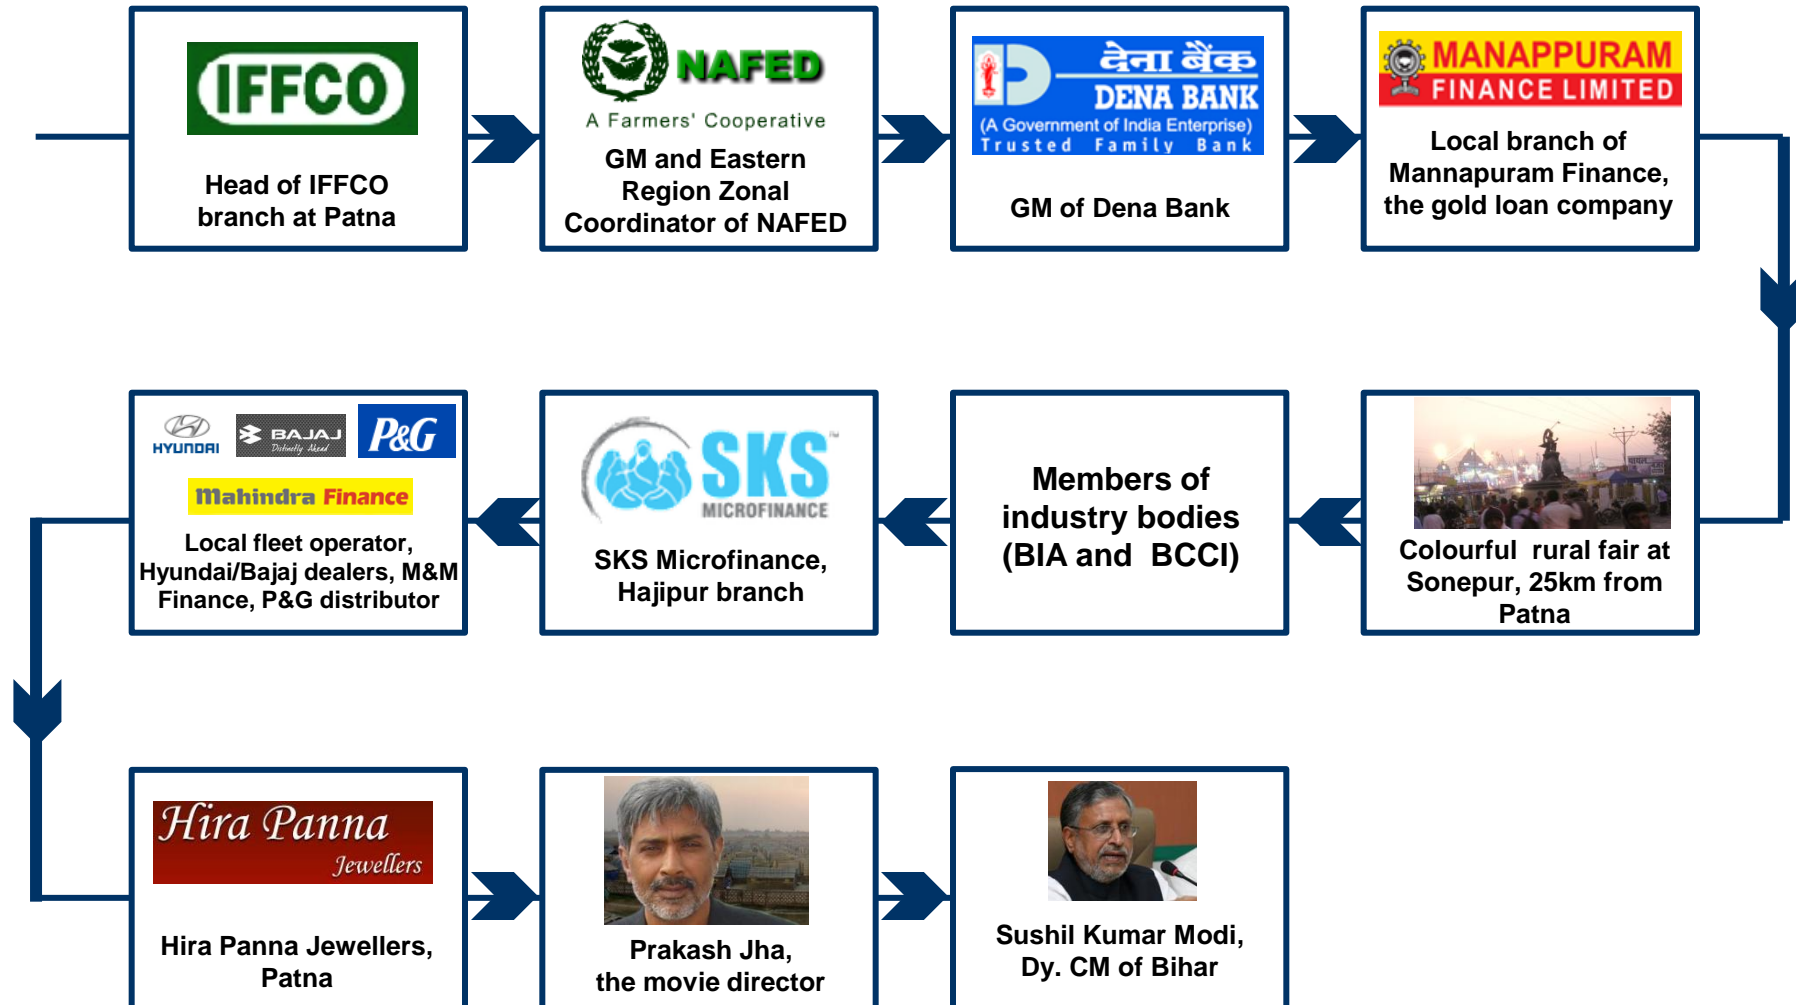 IFFCO
Head of IFFCO
branch at Patna
NAFED
A Farmers' Cooperative
GM and Eastern
Region Zonal
Coordinator of NAFED
देना बैंक
DENA BANK
(A Government of India Enterprise)
Trusted Family Bank
GM of Dena Bank
MANAPPURAM
FINANCE LIMITED
Local branch of
Mannapuram Finance,
the gold loan company
Colourful rural fair at
Sonepur, 25km from
Patna
Members of
industry bodies
(BIA and BCCI)
SKS
MICROFINANCE
SKS Microfinance,
Hajipur branch
HYUNDAI
BAJAJ
Distinctly Ahead
P&G
Mahindra Finance
Local fleet operator,
Hyundai/Bajaj dealers, M&M
Finance, P&G distributor
Hira Panna
Jewellers
Hira Panna Jewellers,
Patna
Prakash Jha,
the movie director
Sushil Kumar Modi,
Dy. CM of Bihar